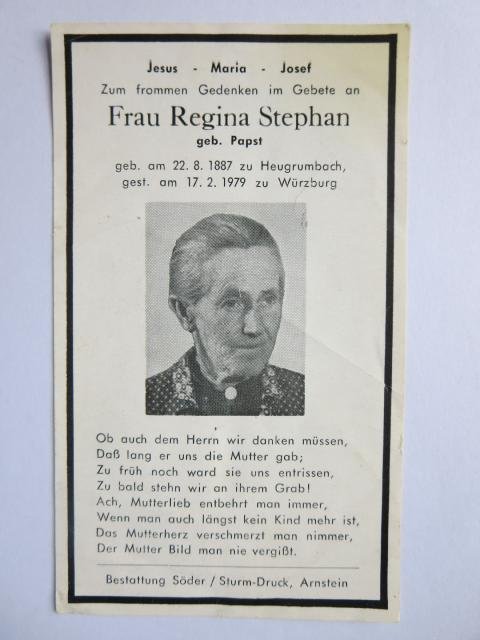 Jesus - Maria - Josef
Zum frommen Gedenken im Gebete an
Frau Regina Stephan
geb. Papst
geb. am 22. 8. 1887 zu Heugrumbach,
gest. am 17. 2. 1979 zu Würzburg
Ob auch dem Herrn wir danken müssen,
Daß lang er uns die Mutter gab;
Zu früh noch ward sie uns entrissen,
Zu bald stehn wir an ihrem Grab!
Ach, Mutterlieb entbehrt man immer,
Wenn man auch längst kein Kind mehr ist,
Das Mutterherz verschmerzt man nimmer,
Der Mutter Bild man nie vergißt.
Bestattung Söder / Sturm-Druck, Arnstein